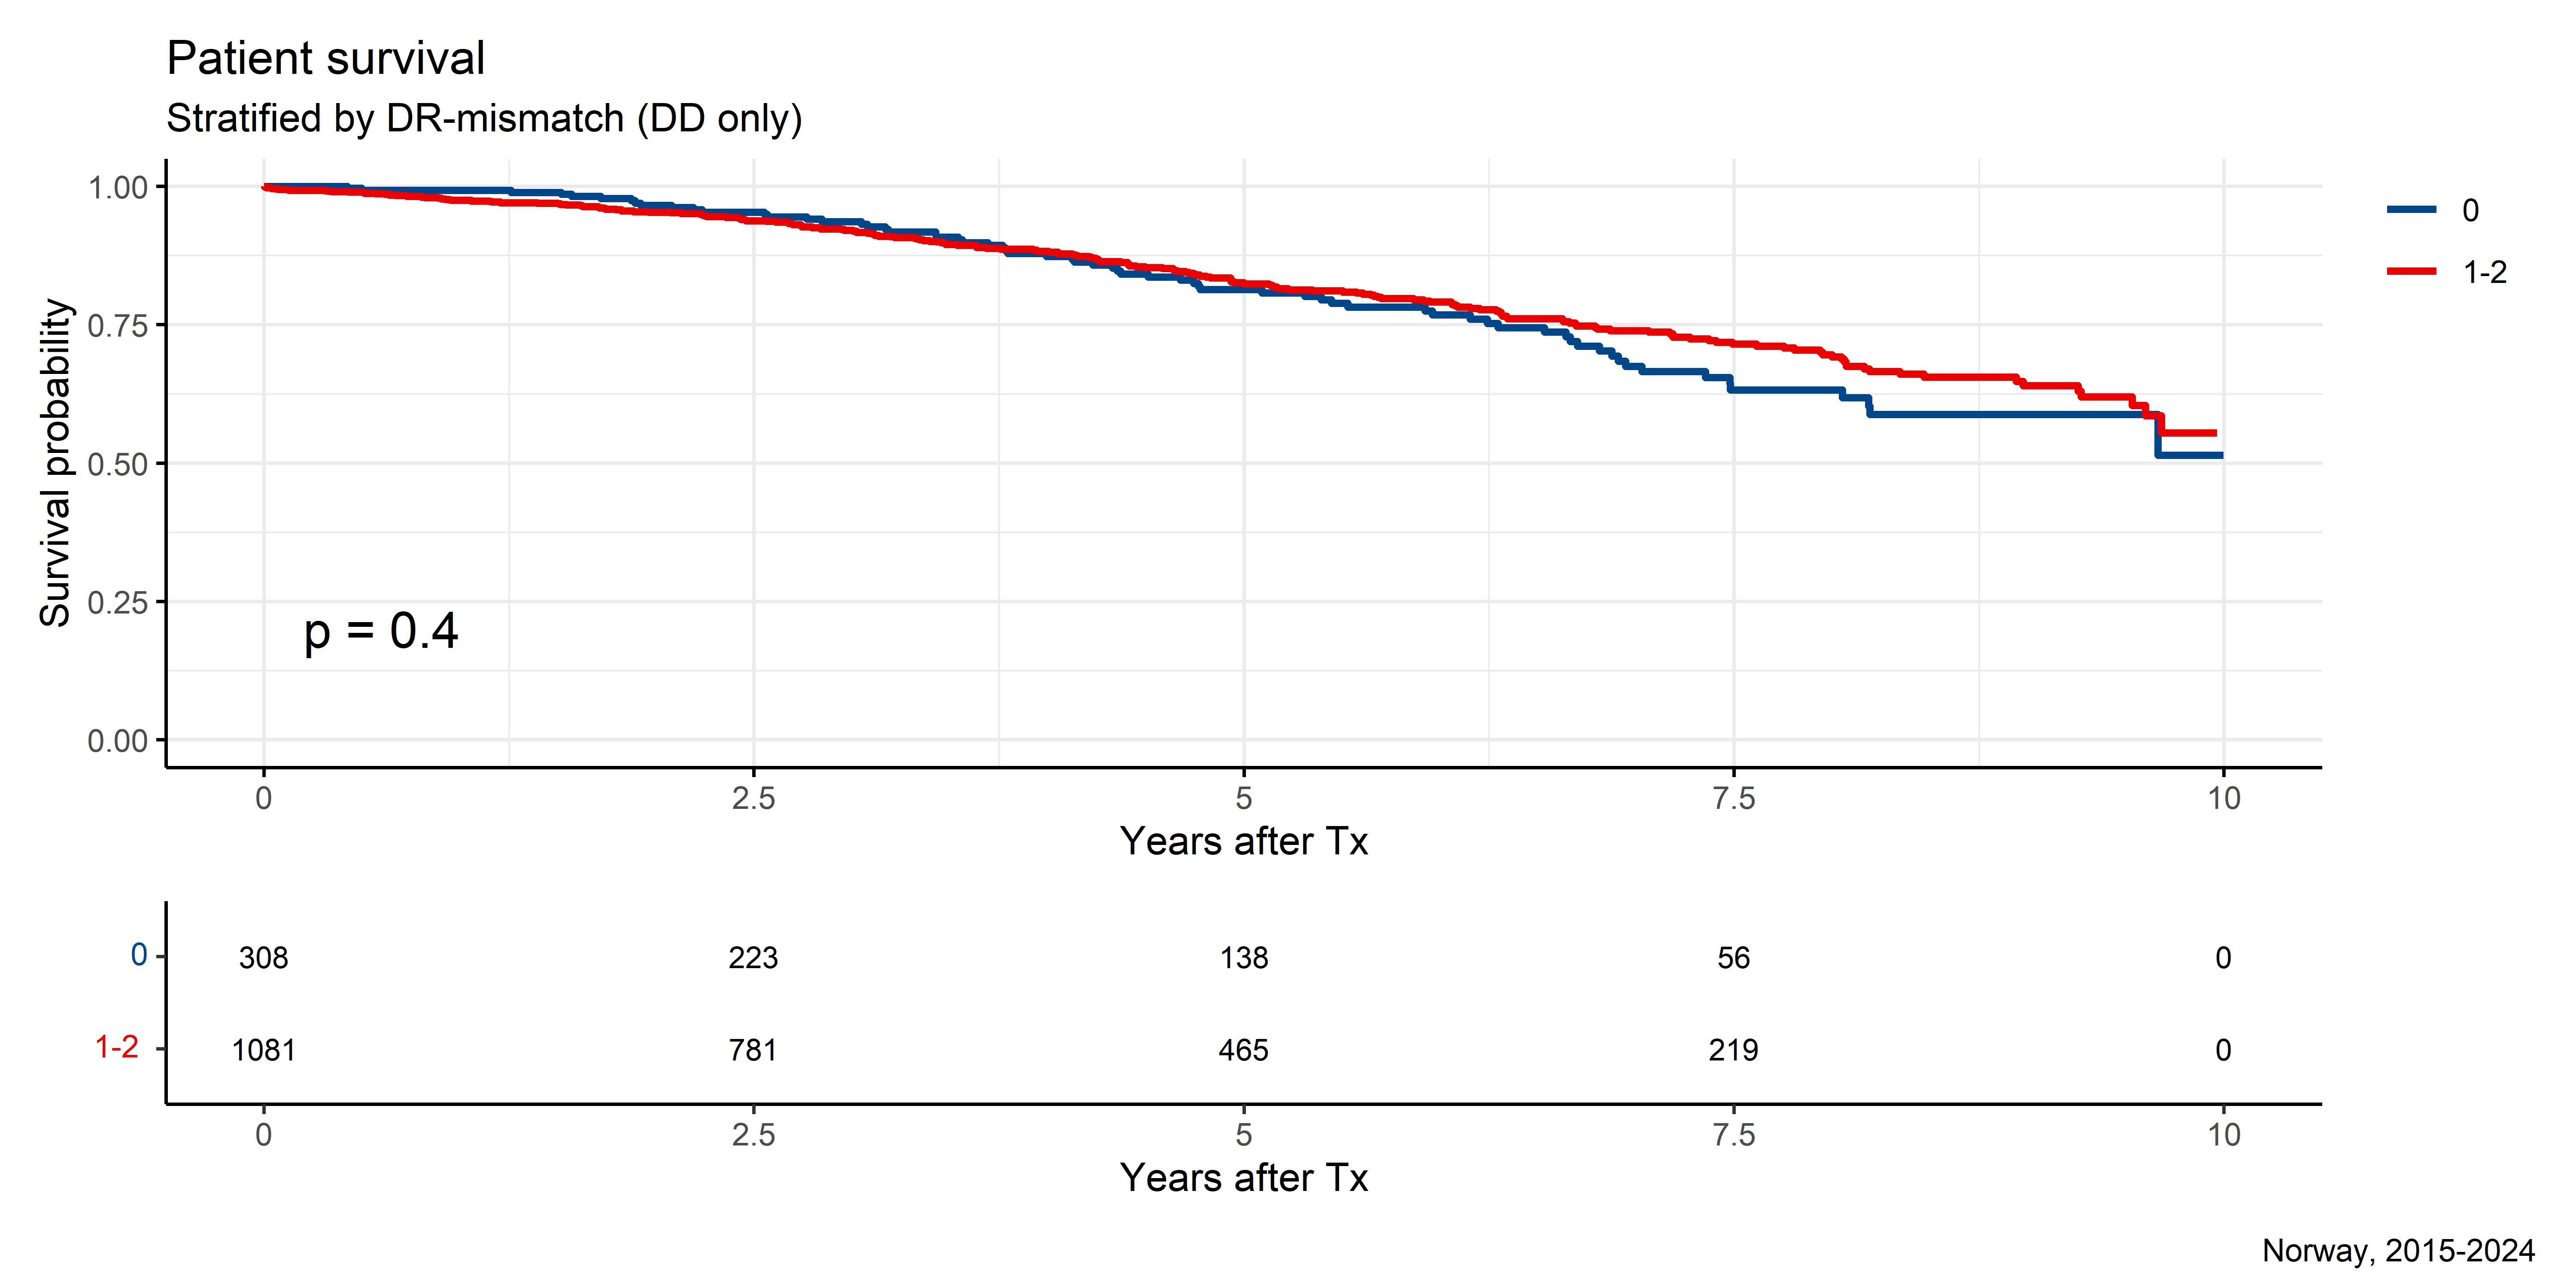 Patient survival
Stratified by DR-mismatch (DD only)
Survival probability
1.00
0.75
0.50
0.25
0.00
p = 0.4
0
1-2
0 2.5 5 7.5 10
Years after Tx
0 308 223 138 56 0
1-2 1081 781 465 219 0
0 2.5 5 7.5 10
Years after Tx
Norway, 2015-2024